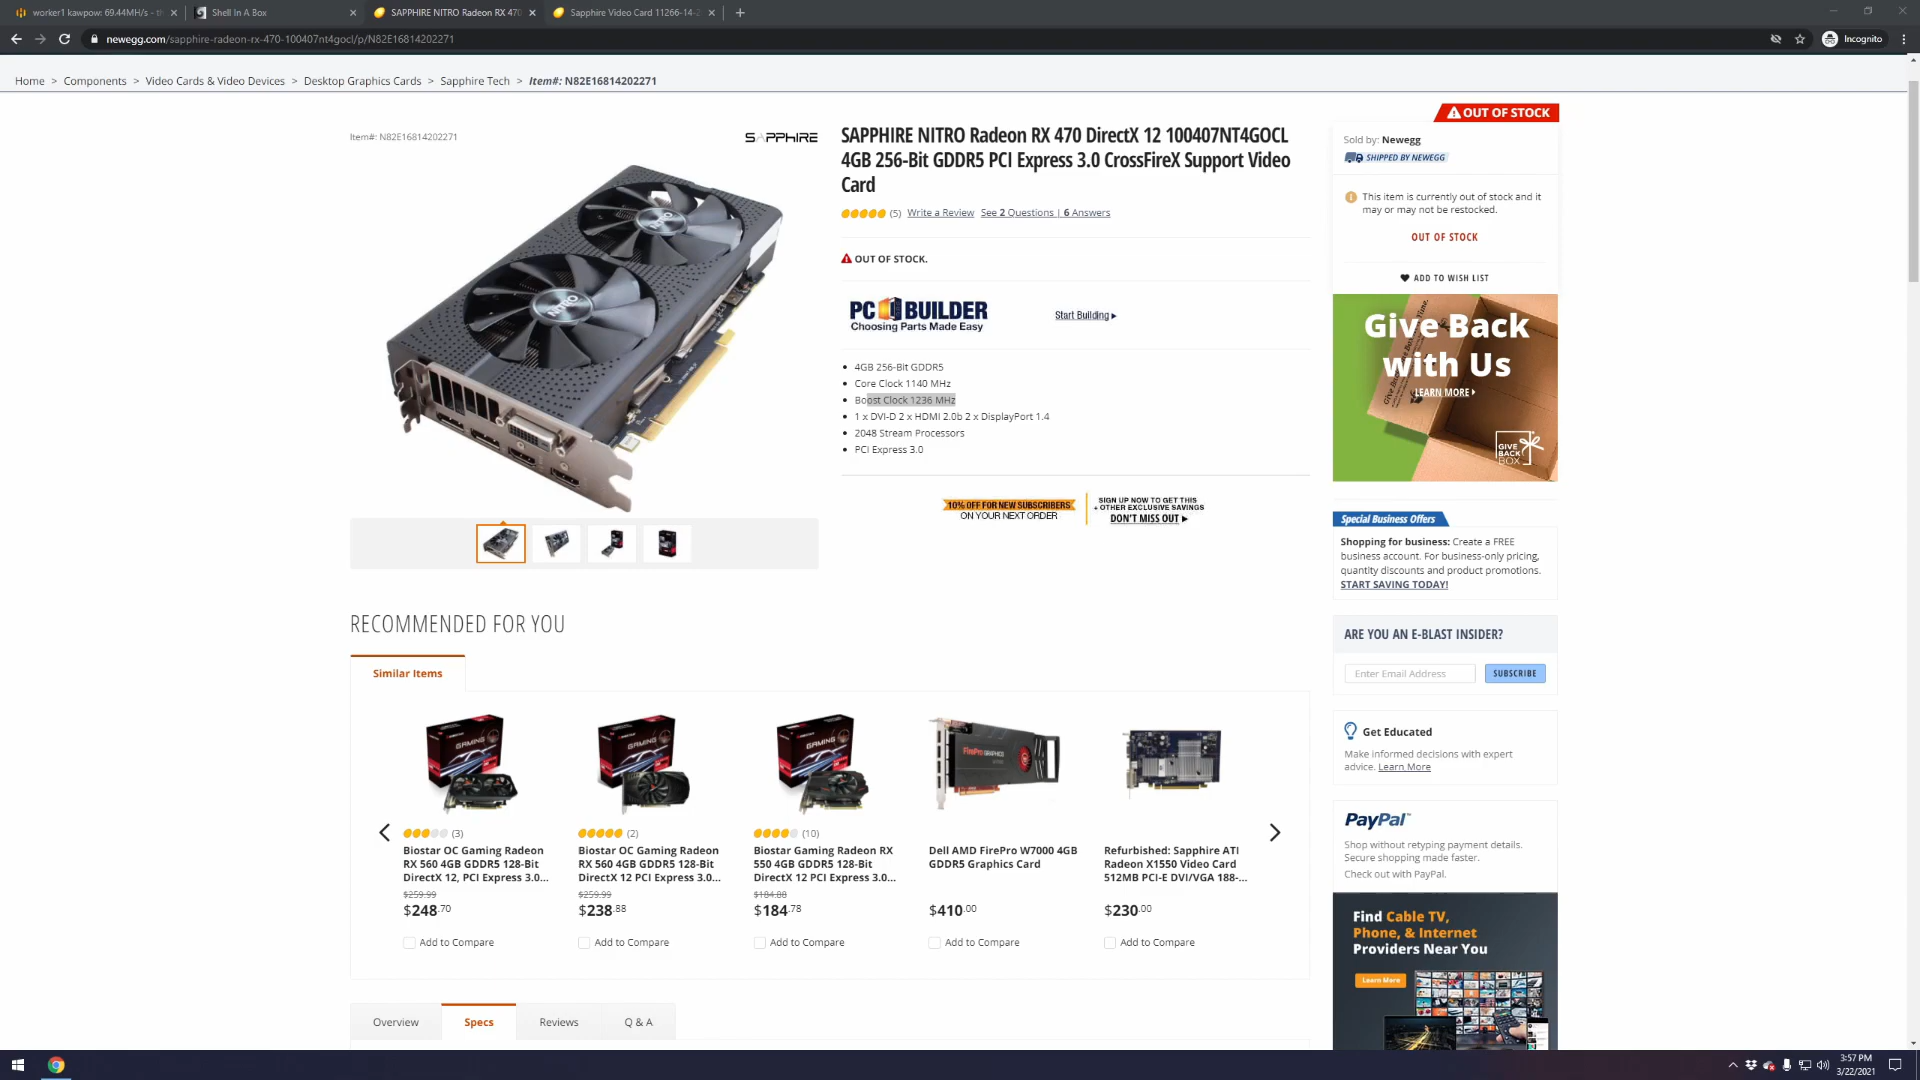 worker1 kawpow: 69.44MH/s - th
Shell In A Box
SAPPHIRE NITRO Radeon RX 470
Sapphire Video Card 11266-14-2
newegg.com/sapphire-radeon-rx-470-100407nt4gocl/p/N82E16814202271
Incognito
Home > Components > Video Cards & Video Devices > Desktop Graphics Cards > Sapphire Tech > Item#: N82E16814202271
Item#: N82E16814202271
SAPPHIRE
NITRO
NITRO
SAPPHIRE NITRO Radeon RX 470 DirectX 12 100407NT4GOCL
4GB 256-Bit GDDR5 PCI Express 3.0 CrossFireX Support Video
Card
(5) Write a Review See 2 Questions | 6 Answers
OUT OF STOCK.
PC BUILDER
Choosing Parts Made Easy
Start Building
4GB 256-Bit GDDR5
Core Clock 1140 MHz
Boost Clock 1236 MHz
1 x DVI-D 2 x HDMI 2.0b 2 x DisplayPort 1.4
2048 Stream Processors
PCI Express 3.0
10% OFF FOR NEW SUBSCRIBERS
ON YOUR NEXT ORDER
SIGN UP NOW TO GET THIS
+ OTHER EXCLUSIVE SAVINGS
DON'T MISS OUT
OUT OF STOCK
Sold by: Newegg
SHIPPED BY NEWEGG
This item is currently out of stock and it
may or may not be restocked.
OUT OF STOCK
ADD TO WISH LIST
Give Back
with Us
LEARN MORE
GIVE
BACK
BOX
Special Business Offers
Shopping for business: Create a FREE
business account. For business-only pricing,
quantity discounts and product promotions.
START SAVING TODAY!
ARE YOU AN E-BLAST INSIDER?
Enter Email Address
SUBSCRIBE
Get Educated
Make informed decisions with expert
advice. Learn More
PayPal
Shop without retyping payment details.
Secure shopping made faster.
Check out with PayPal.
Find Cable TV,
Phone, & Internet
Providers Near You
Learn More
RECOMMENDED FOR YOU
Similar Items
GAMING
(3)
Biostar OC Gaming Radeon
RX 560 4GB GDDR5 128-Bit
DirectX 12, PCI Express 3.0...
$259.99
$248.70
Add to Compare
GAMING
(2)
Biostar OC Gaming Radeon
RX 560 4GB GDDR5 128-Bit
DirectX 12 PCI Express 3.0...
$259.99
$238.88
Add to Compare
GAMING
(10)
Biostar Gaming Radeon RX
550 4GB GDDR5 128-Bit
DirectX 12 PCI Express 3.0...
$184.88
$184.78
Add to Compare
FirePro GRAPHICS
Dell AMD FirePro W7000 4GB
GDDR5 Graphics Card
$410.00
Add to Compare
Refurbished: Sapphire ATI
Radeon X1550 Video Card
512MB PCI-E DVI/VGA 188-...
$230.00
Add to Compare
Overview
Specs
Reviews
Q & A
3:57 PM
3/22/2021